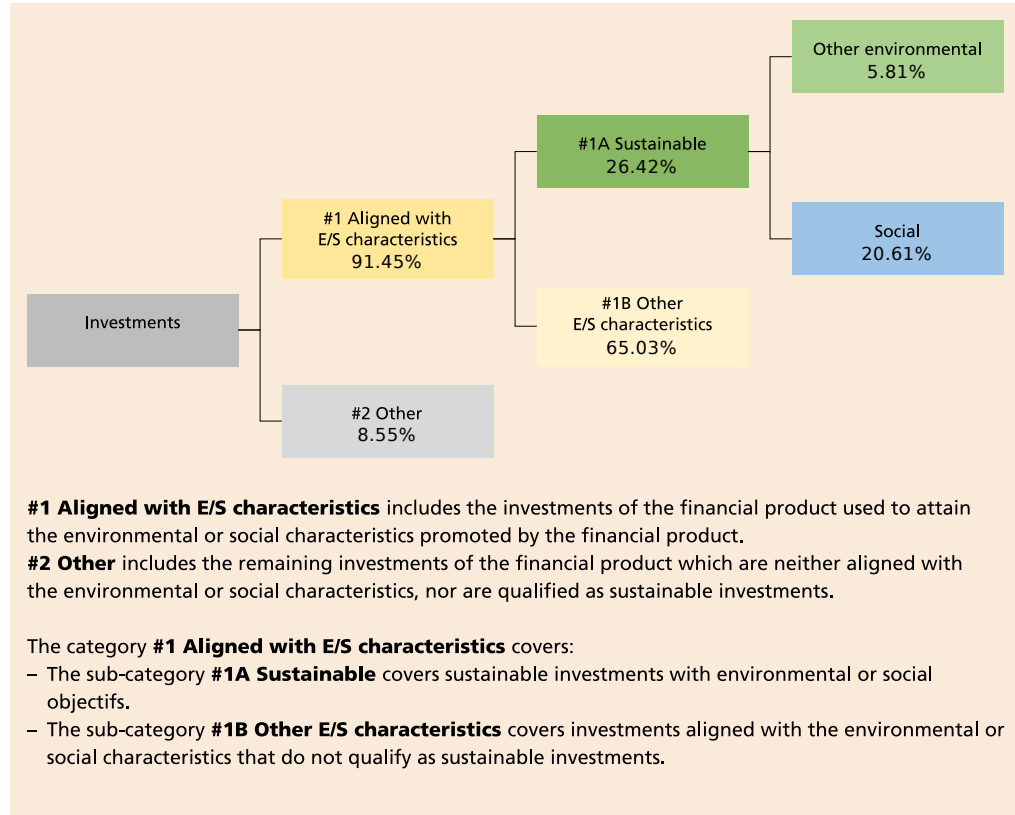 Other environmental
5.81%
#1A Sustainable
26.42%
#1 Aligned with
E/S characteristics
91.45%
Social
20.61%
Investments
#1B Other
E/S characteristics
65.03%
#2 Other
8.55%
#1 Aligned with E/S characteristics includes the investments of the financial product used to attain
the environmental or social characteristics promoted by the financial product.
#2 Other includes the remaining investments of the financial product which are neither aligned with
the environmental or social characteristics, nor are qualified as sustainable investments.
The category #1 Aligned with E/S characteristics covers:
– The sub-category #1A Sustainable covers sustainable investments with environmental or social
objectifs.
– The sub-category #1B Other E/S characteristics covers investments aligned with the environmental or
social characteristics that do not qualify as sustainable investments.